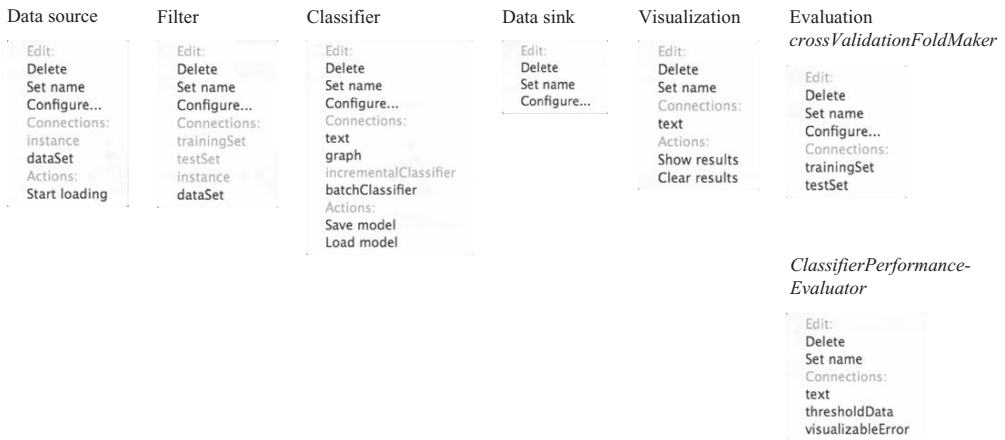 Data source
Edit:
Delete
Set name
Configure...
Connections:
instance
dataSet
Actions:
Start loading
Filter
Edit:
Delete
Set name
Configure...
Connections:
trainingSet
testSet
instance
dataSet
Classifier
Edit:
Delete
Set name
Configure...
Connections:
text
graph
incrementalClassifier
batchClassifier
Actions:
Save model
Load model
Data sink
Edit:
Delete
Set name
Configure...
Visualization
Edit:
Delete
Set name
Connections:
text
Actions:
Show results
Clear results
Evaluation
crossValidationFoldMaker
Edit:
Delete
Set name
Configure...
Connections:
trainingSet
testSet
ClassifierPerformance-
Evaluator
Edit:
Delete
Set name
Connections:
text
thresholdData
visualizableError